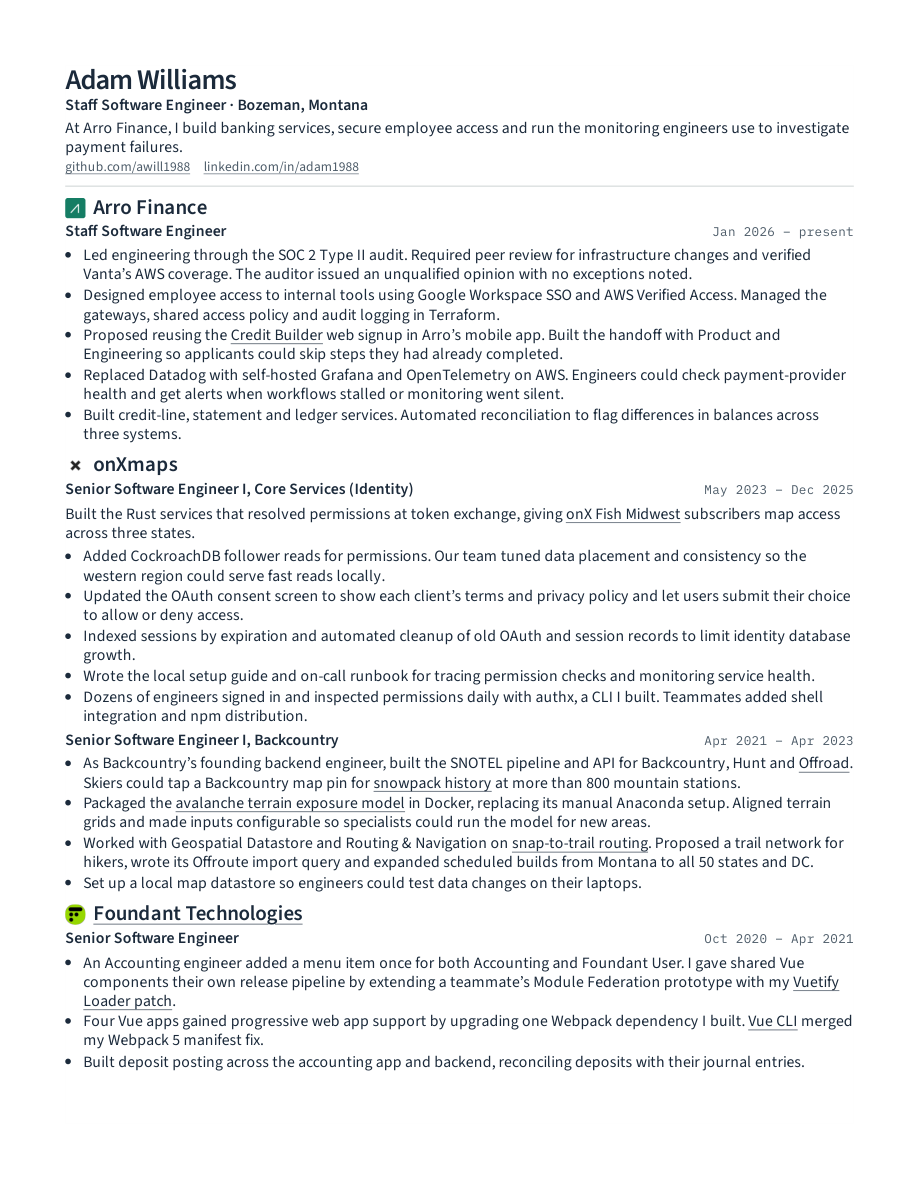 Adam Williams
Staff Software Engineer · Bozeman, Montana
At Arro Finance, I build banking services, secure employee access and run the monitoring engineers use to investigate
payment failures.
github.com/awill1988 linkedin.com/in/adam1988
Arro Finance
Staff Software Engineer Jan 2026 – present
• Led engineering through the SOC 2 Type II audit. Required peer review for infrastructure changes and verified
Vanta’s AWS coverage. The auditor issued an unqualified opinion with no exceptions noted.
• Designed employee access to internal tools using Google Workspace SSO and AWS Verified Access. Managed the
gateways, shared access policy and audit logging in Terraform.
• Proposed reusing the Credit Builder web signup in Arro’s mobile app. Built the handoff with Product and
Engineering so applicants could skip steps they had already completed.
• Replaced Datadog with self-hosted Grafana and OpenTelemetry on AWS. Engineers could check payment-provider
health and get alerts when workflows stalled or monitoring went silent.
• Built credit-line, statement and ledger services. Automated reconciliation to flag differences in balances across
three systems.
onXmaps
Senior Software Engineer I, Core Services (Identity) May 2023 – Dec 2025
Built the Rust services that resolved permissions at token exchange, giving onX Fish Midwest subscribers map access
across three states.
• Added CockroachDB follower reads for permissions. Our team tuned data placement and consistency so the
western region could serve fast reads locally.
• Updated the OAuth consent screen to show each client’s terms and privacy policy and let users submit their choice
to allow or deny access.
• Indexed sessions by expiration and automated cleanup of old OAuth and session records to limit identity database
growth.
• Wrote the local setup guide and on-call runbook for tracing permission checks and monitoring service health.
• Dozens of engineers signed in and inspected permissions daily with authx, a CLI I built. Teammates added shell
integration and npm distribution.
Senior Software Engineer I, Backcountry Apr 2021 – Apr 2023
• As Backcountry’s founding backend engineer, built the SNOTEL pipeline and API for Backcountry, Hunt and Offroad.
Skiers could tap a Backcountry map pin for snowpack history at more than 800 mountain stations.
• Packaged the avalanche terrain exposure model in Docker, replacing its manual Anaconda setup. Aligned terrain
grids and made inputs configurable so specialists could run the model for new areas.
• Worked with Geospatial Datastore and Routing & Navigation on snap-to-trail routing. Proposed a trail network for
hikers, wrote its Offroute import query and expanded scheduled builds from Montana to all 50 states and DC.
• Set up a local map datastore so engineers could test data changes on their laptops.
Foundant Technologies
Senior Software Engineer Oct 2020 – Apr 2021
• An Accounting engineer added a menu item once for both Accounting and Foundant User. I gave shared Vue
components their own release pipeline by extending a teammate’s Module Federation prototype with my Vuetify
Loader patch.
• Four Vue apps gained progressive web app support by upgrading one Webpack dependency I built. Vue CLI merged
my Webpack 5 manifest fix.
• Built deposit posting across the accounting app and backend, reconciling deposits with their journal entries.